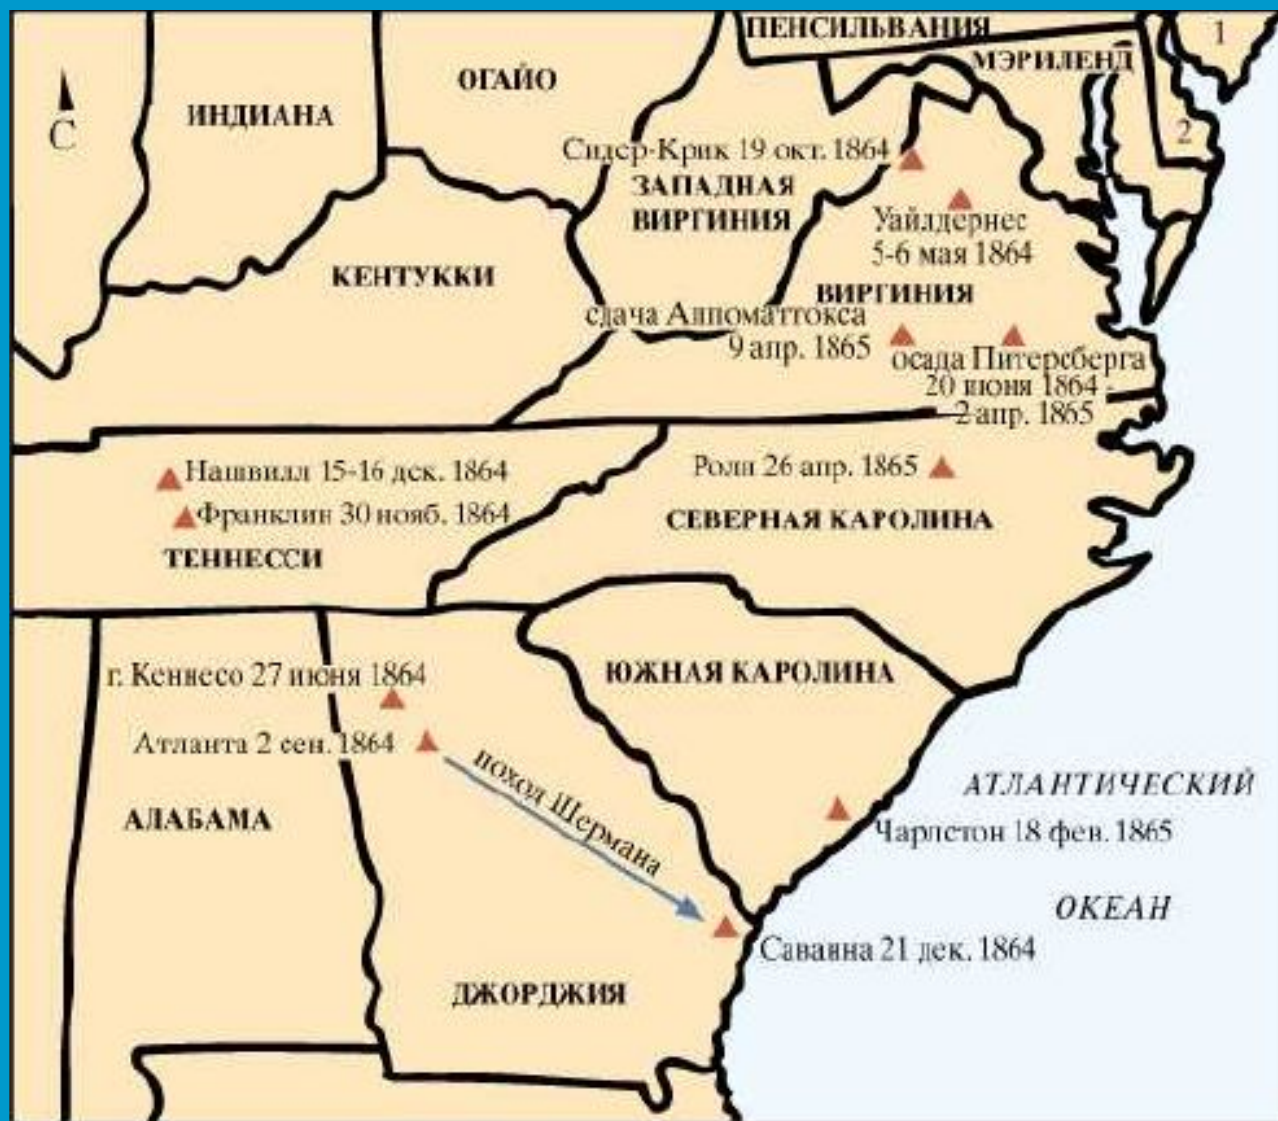 ПЕНСИЛЬВАНИЯ
1
МЭРИЛЕНД
ОГАЙО
ИНДИАНА
С
2
Сидер-Крик 19 окт. 1864
ЗАПАДНАЯ
ВИРГИНИЯ
Уайлдернес
5-6 мая 1864
КЕНТУККИ
ВИРГИНИЯ
сдача Аппоматтокса
9 апр. 1865
осада Питерсберга
20 июня 1864 -
2 апр. 1865
Нашвилл 15-16 дек. 1864
Роли 26 апр. 1865
Франклин 30 нояб. 1864
СЕВЕРНАЯ КАРОЛИНА
ТЕННЕССИ
г. Кеннесо 27 июня 1864
ЮЖНАЯ КАРОЛИНА
Атланта 2 сен. 1864
поход Шермана
АТЛАНТИЧЕСКИЙ
АЛАБАМА
Чарлстон 18 фев. 1865
ОКЕАН
Саванна 21 дек. 1864
ДЖОРДЖИЯ